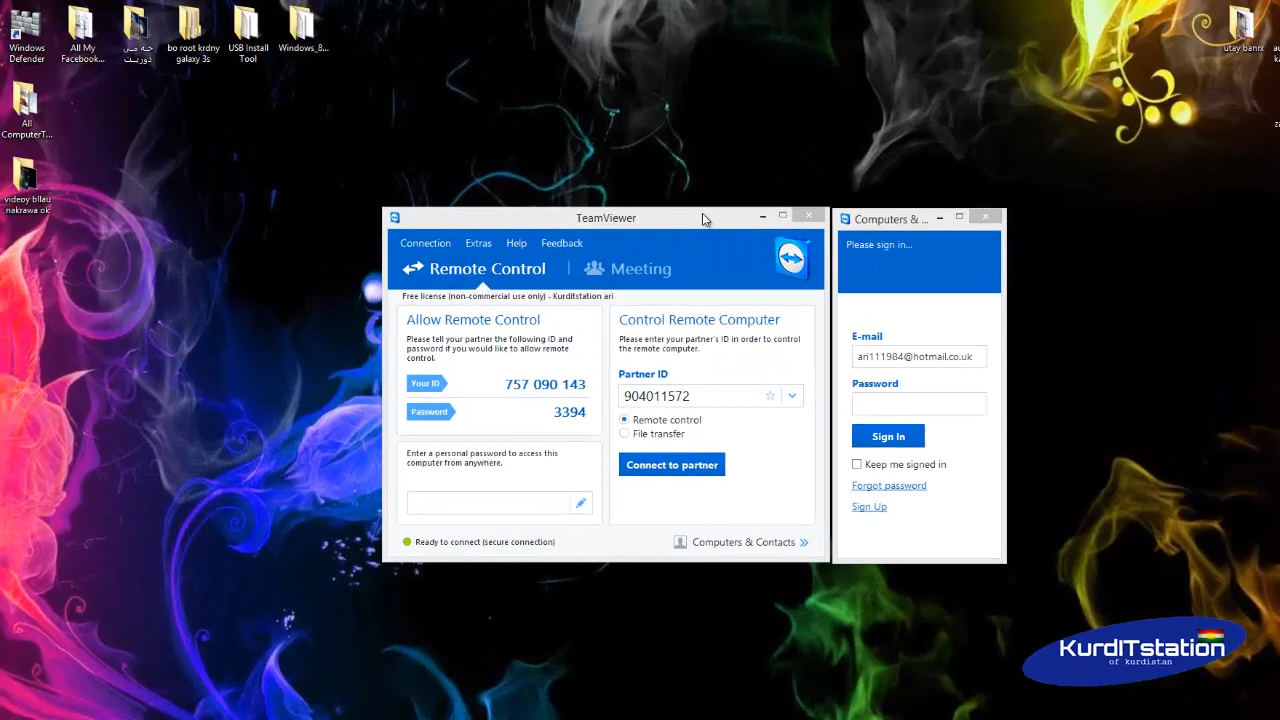 Windows Defender
All My Facebook...
خه می دوریت
bo root krdny galaxy 3s
USB Install Tool
Windows_8...
utay banrx
All ComputerT...
videoy bllau nakrawa ok
TeamViewer
Connection Extras Help Feedback
Remote Control
Meeting
Free license (non-commercial use only) - Kurditstation ari
Allow Remote Control
Please tell your partner the following ID and
password if you would like to allow remote
control.
Your ID 757 090 143
Password 3394
Enter a personal password to access this
computer from anywhere.
Ready to connect (secure connection)
Control Remote Computer
Please enter your partner's ID in order to control
the remote computer.
Partner ID
904011572
Remote control
File transfer
Connect to partner
Computers & Contacts
Computers & ...
Please sign in...
E-mail
ari111984@hotmail.co.uk
Password
Sign In
Keep me signed in
Forgot password
Sign Up
KurdITstation
of kurdistan